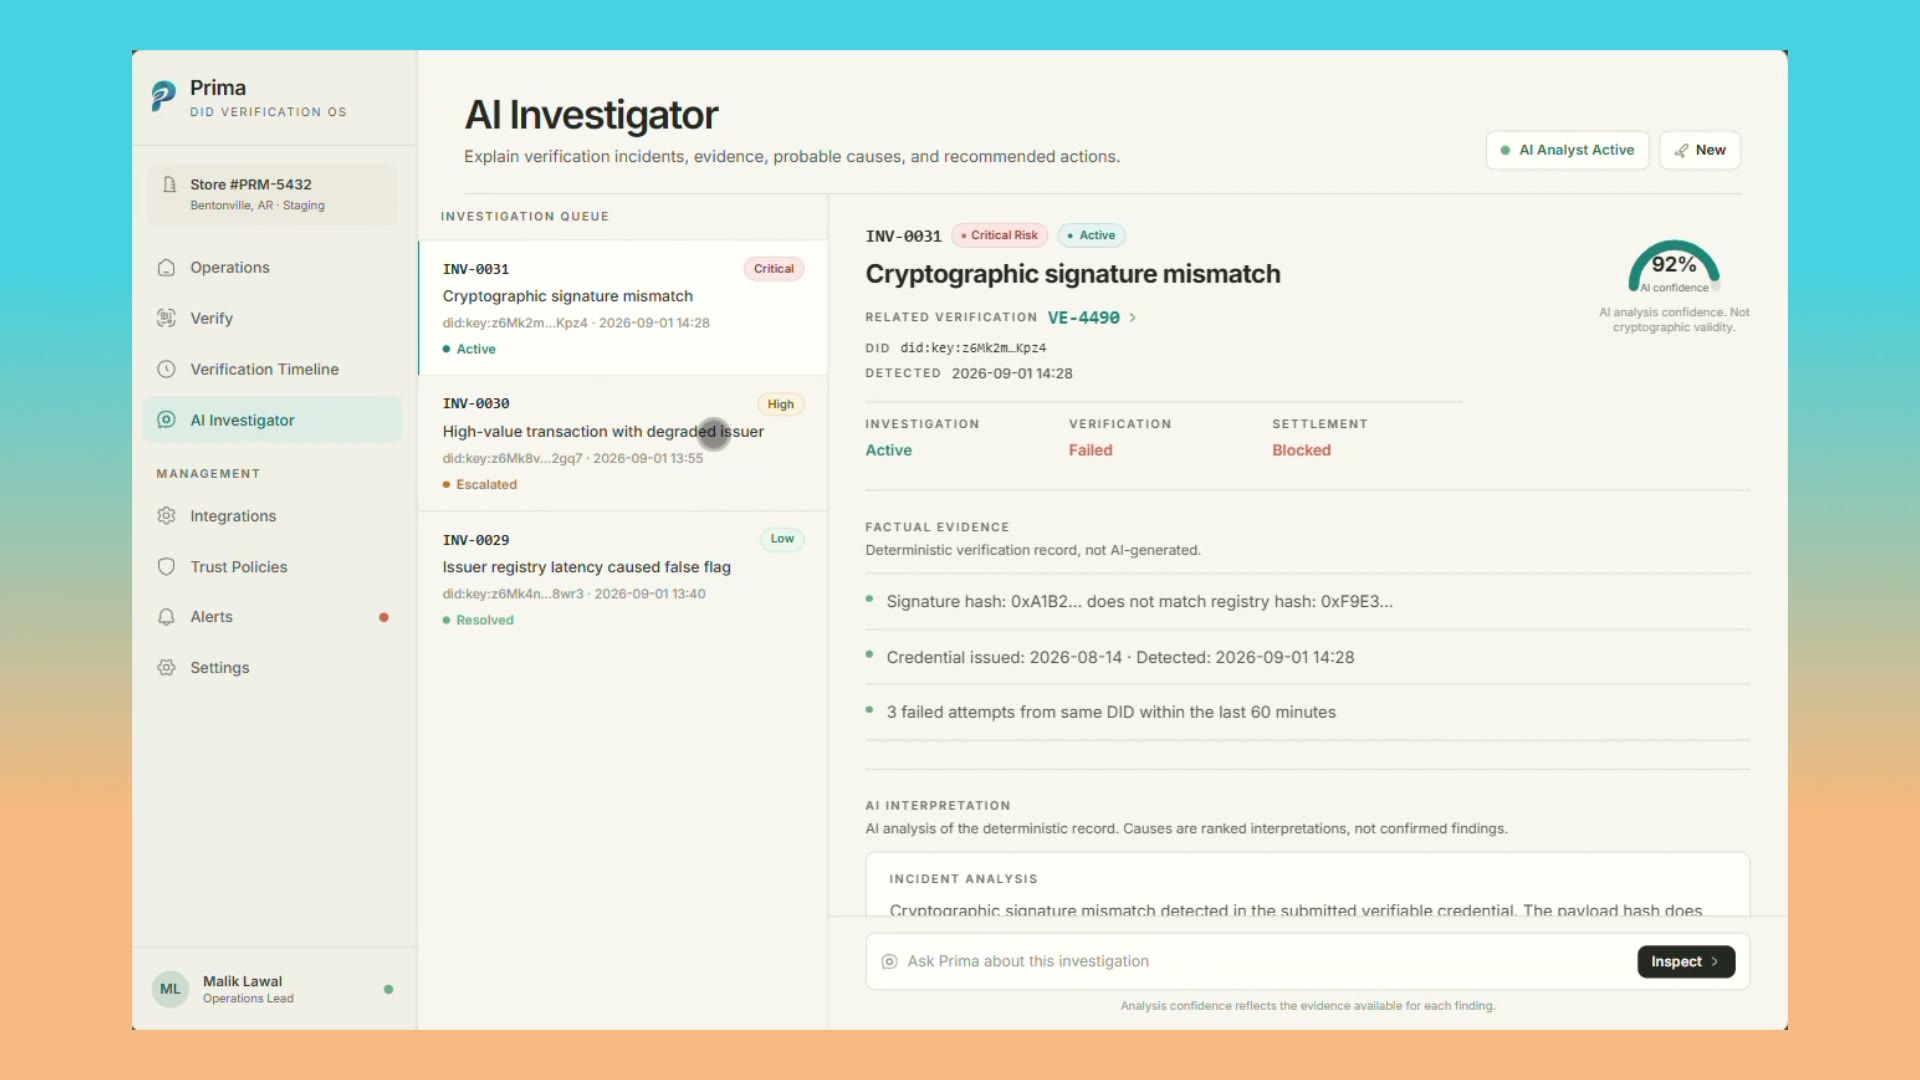 Prima
DID VERIFICATION OS
Store #PRM-5432
Bentonville, AR · Staging
Operations
Verify
Verification Timeline
AI Investigator
MANAGEMENT
Integrations
Trust Policies
Alerts
Settings
ML
Malik Lawal
Operations Lead
AI Investigator
Explain verification incidents, evidence, probable causes, and recommended actions.
AI Analyst Active
New
INVESTIGATION QUEUE
INV-0031
Critical
Cryptographic signature mismatch
did:key:z6Mk2m...Kpz4 · 2026-09-01 14:28
Active
INV-0030
High
High-value transaction with degraded issuer
did:key:z6Mk8v...2gq7 · 2026-09-01 13:55
Escalated
INV-0029
Low
Issuer registry latency caused false flag
did:key:z6Mk4n...8wr3 · 2026-09-01 13:40
Resolved
INV-0031
Critical Risk
Active
Cryptographic signature mismatch
RELATED VERIFICATION VE-4490
DID did:key:z6Mk2m…Kpz4
DETECTED 2026-09-01 14:28
92%
AI confidence
AI analysis confidence. Not
cryptographic validity.
INVESTIGATION VERIFICATION SETTLEMENT
Active Failed Blocked
FACTUAL EVIDENCE
Deterministic verification record, not AI-generated.
Signature hash: 0xA1B2... does not match registry hash: 0xF9E3...
Credential issued: 2026-08-14 · Detected: 2026-09-01 14:28
3 failed attempts from same DID within the last 60 minutes
AI INTERPRETATION
AI analysis of the deterministic record. Causes are ranked interpretations, not confirmed findings.
INCIDENT ANALYSIS
Cryptographic signature mismatch detected in the submitted verifiable credential. The payload hash does
Ask Prima about this investigation
Inspect
Analysis confidence reflects the evidence available for each finding.